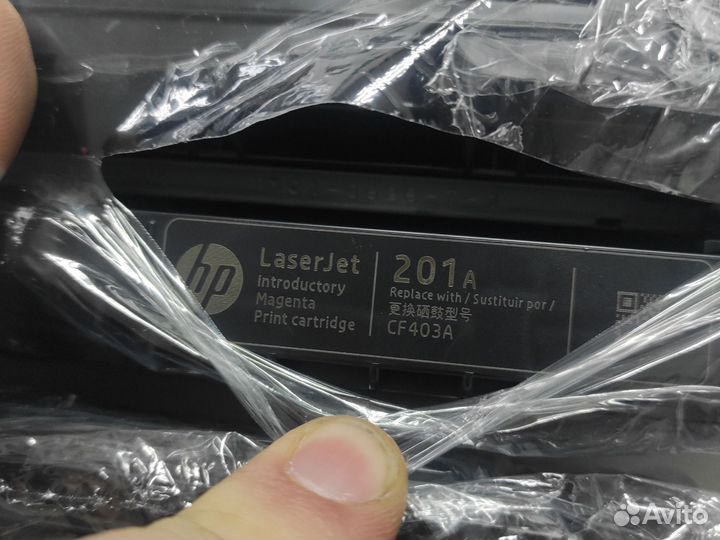 hp
LaserJet
Introductory
Magenta
Print cartridge
201A
Replace with / Sustituir por /
更换硒鼓型号
CF403A
Avito